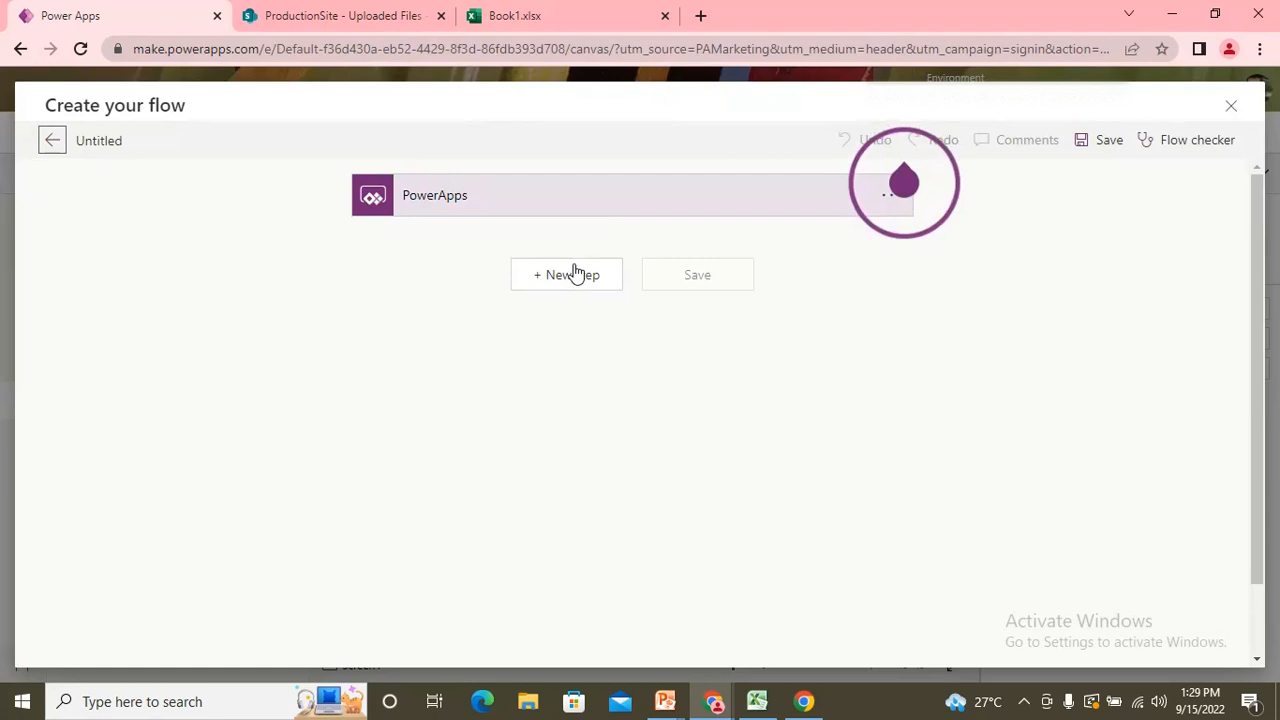 Power Apps
ProductionSite - Uploaded Files -
Book1.xlsx
make.powerapps.com/e/Default-f36d430a-eb52-4429-8f3d-86fdb393d708/canvas/?utm_source=PAMarketing&utm_medium=header&utm_campaign=signin&action=...
Environment
Create your flow
Untitled
Undo
Redo
Comments
Save
Flow checker
PowerApps
+ New step
Save
Activate Windows
Go to Settings to activate Windows.
Screen1
Type here to search
27°C
1:29 PM
9/15/2022
1